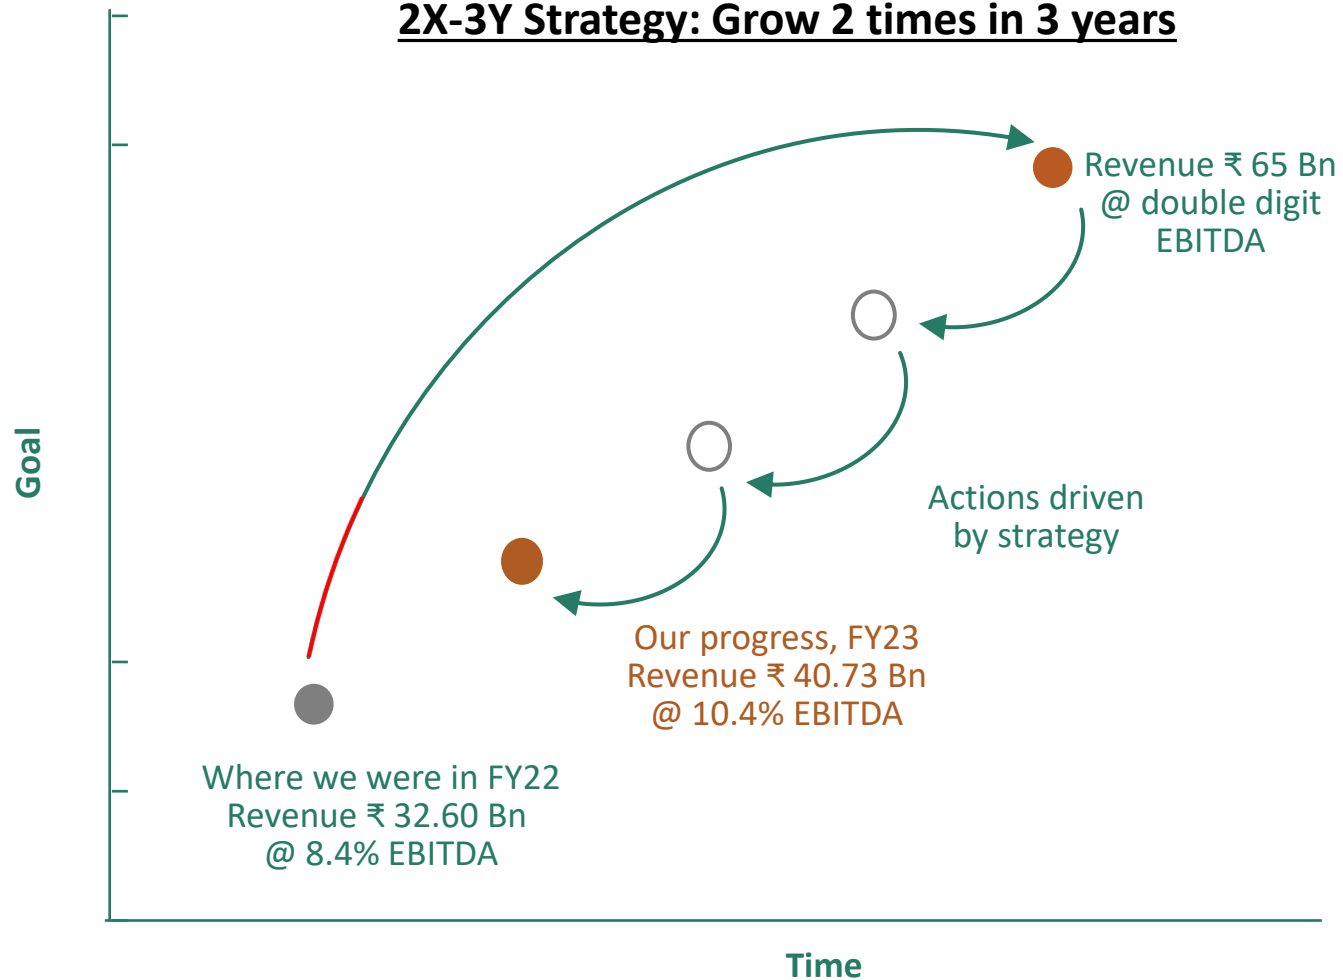 2X-3Y Strategy: Grow 2 times in 3 years
Revenue ₹ 65 Bn
@ double digit
EBITDA
Goal
Actions driven
by strategy
Our progress, FY23
Revenue ₹ 40.73 Bn
@ 10.4% EBITDA
Where we were in FY22
Revenue ₹ 32.60 Bn
@ 8.4% EBITDA
Time